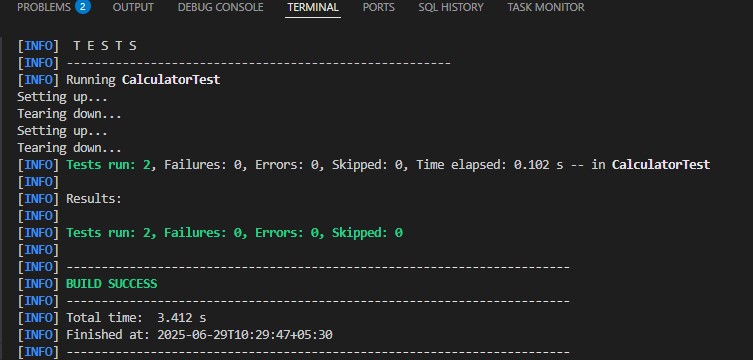 PROBLEMS 2 OUTPUT DEBUG CONSOLE TERMINAL PORTS SQL HISTORY TASK MONITOR
[INFO]  T E S T S
[INFO] -------------------------------------------------------
[INFO] Running CalculatorTest
Setting up...
Tearing down...
Setting up...
Tearing down...
[INFO] Tests run: 2, Failures: 0, Errors: 0, Skipped: 0, Time elapsed: 0.102 s -- in CalculatorTest
[INFO]
[INFO] Results:
[INFO]
[INFO] Tests run: 2, Failures: 0, Errors: 0, Skipped: 0
[INFO]
[INFO] ------------------------------------------------------------------------
[INFO] BUILD SUCCESS
[INFO] ------------------------------------------------------------------------
[INFO] Total time:  3.412 s
[INFO] Finished at: 2025-06-29T10:29:47+05:30
[INFO] ------------------------------------------------------------------------